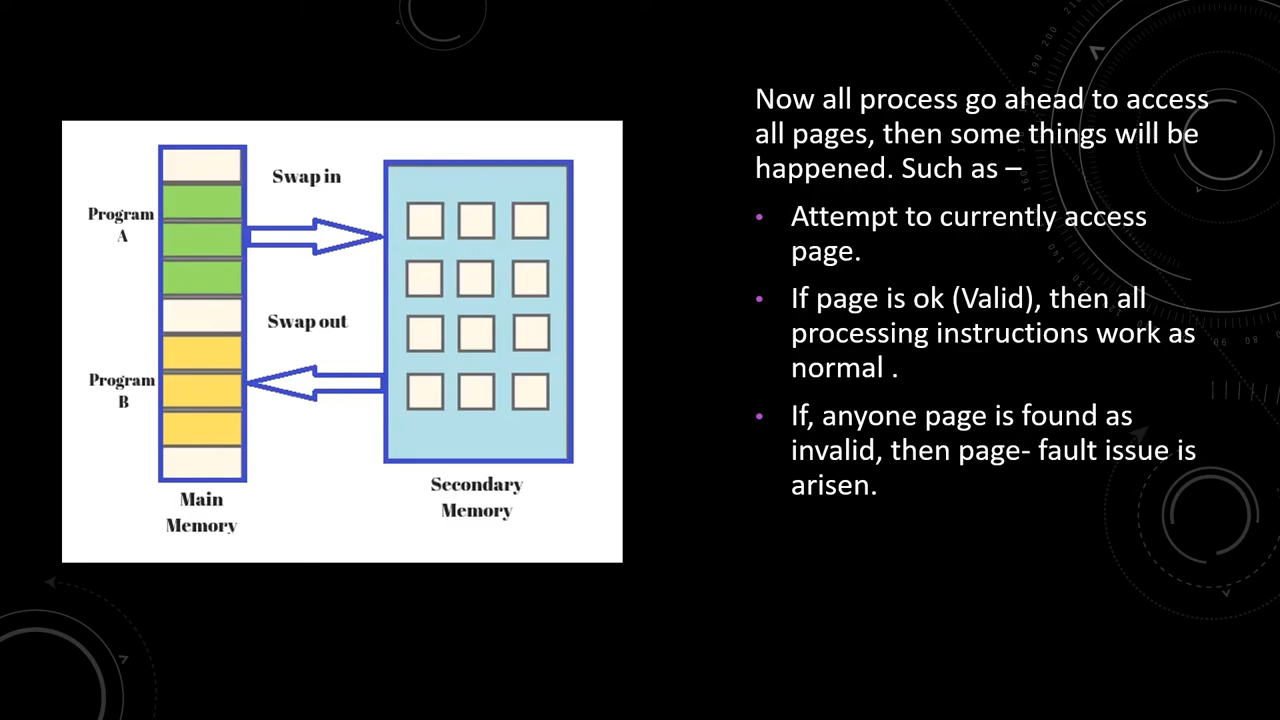 Program
A
Program
B
Swap in
Swap out
Main
Memory
Secondary
Memory
Now all process go ahead to access
all pages, then some things will be
happened. Such as –
• Attempt to currently access
page.
• If page is ok (Valid), then all
processing instructions work as
normal .
• If, anyone page is found as
invalid, then page- fault issue is
arisen.